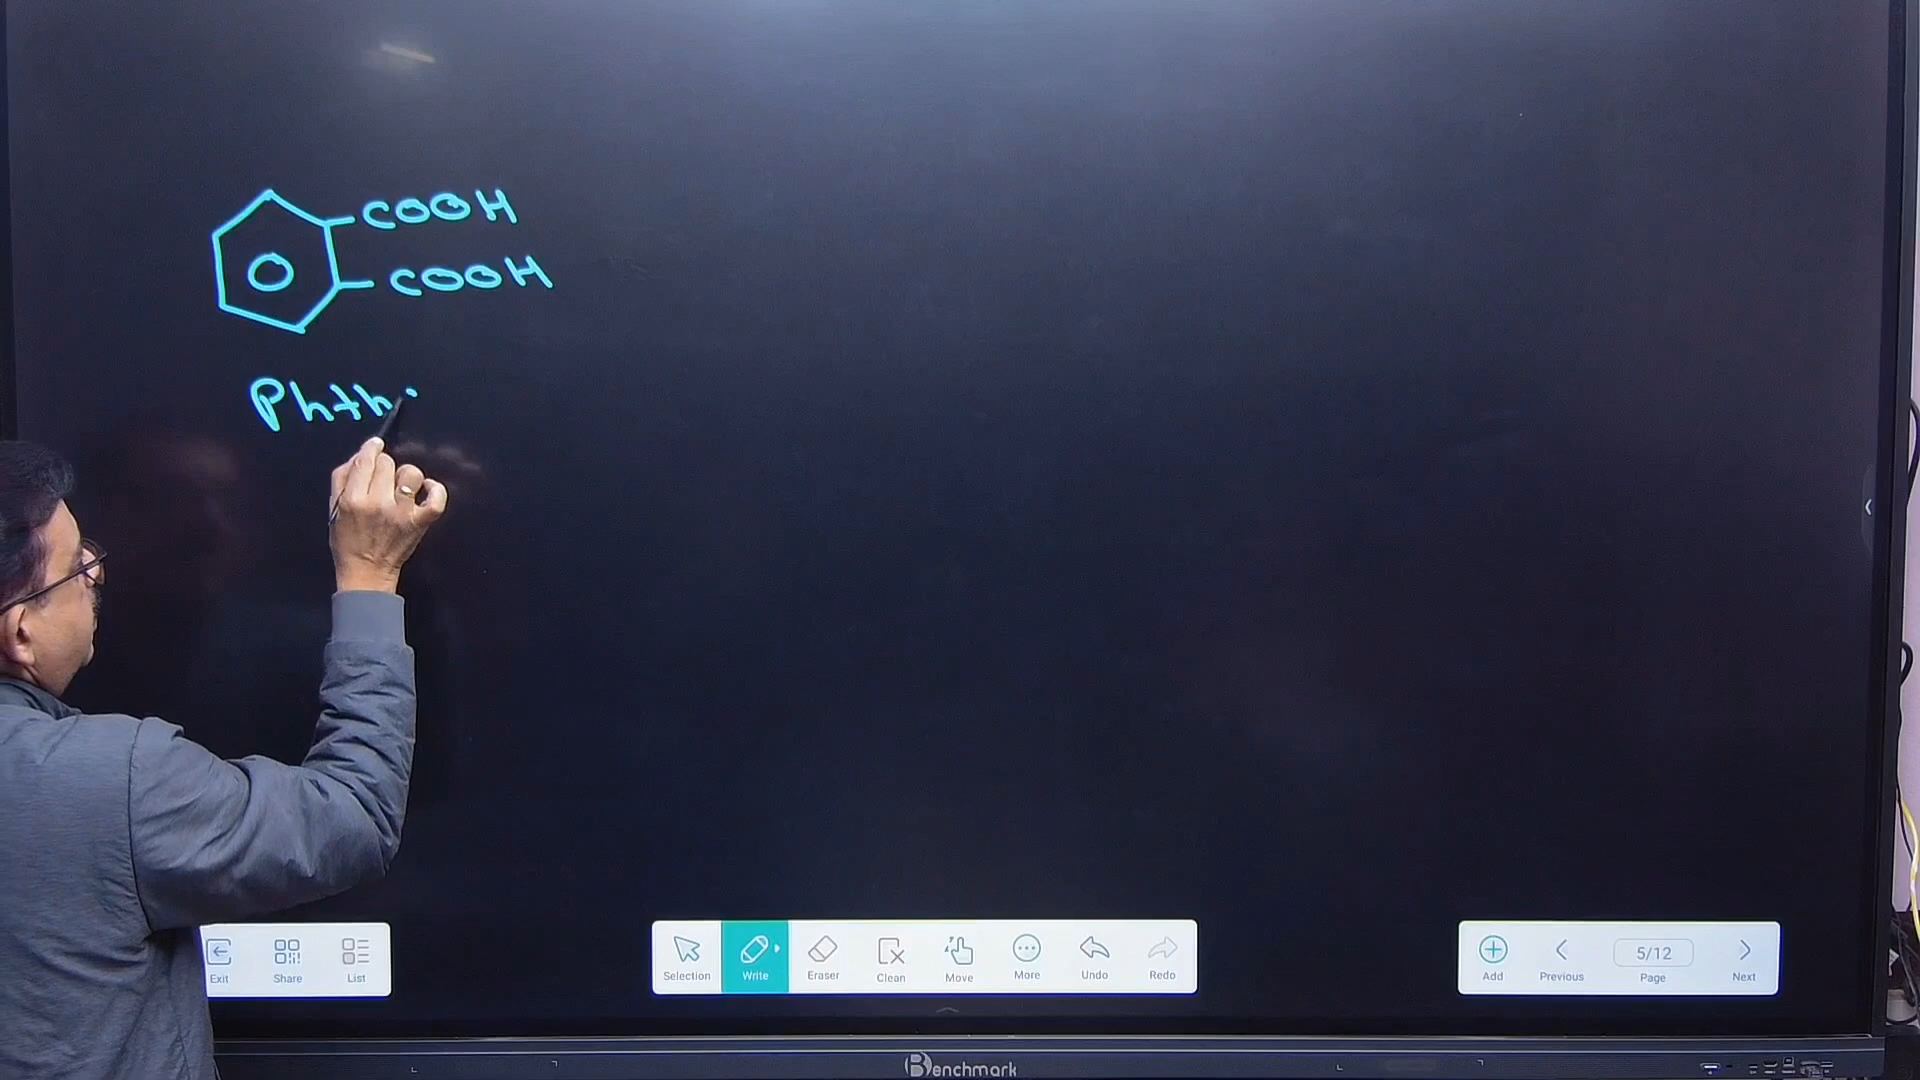 COOH
COOH
Phth
Exit Share List
Selection Write Eraser Clean Move More Undo Redo
Add Previous 5/12 Page Next
Benchmark